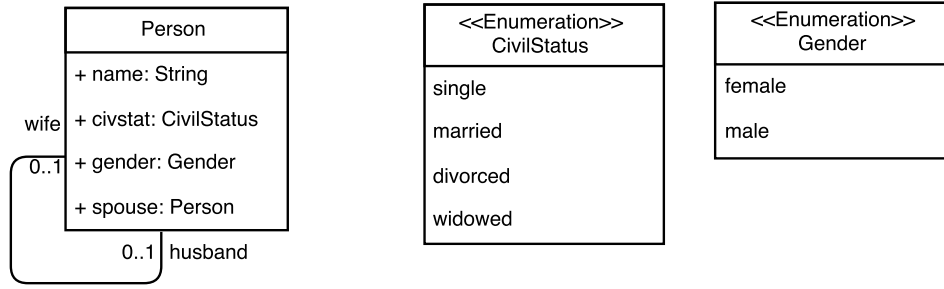 Person
+ name: String
+ civstat: CivilStatus
+ gender: Gender
+ spouse: Person
wife
0..1
0..1 husband
<<Enumeration>>
CivilStatus
single
married
divorced
widowed
<<Enumeration>>
Gender
female
male